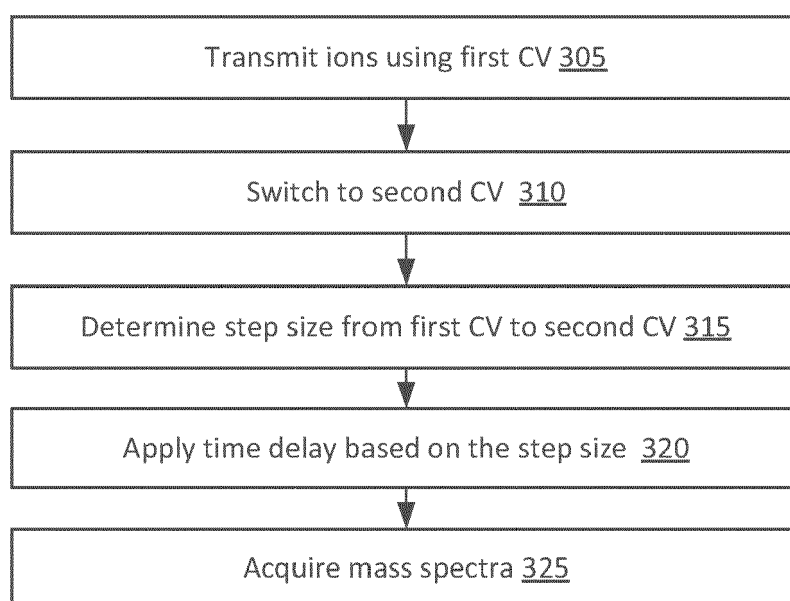 Transmit ions using first CV 305
Switch to second CV 310
Determine step size from first CV to second CV 315
Apply time delay based on the step size 320
Acquire mass spectra 325